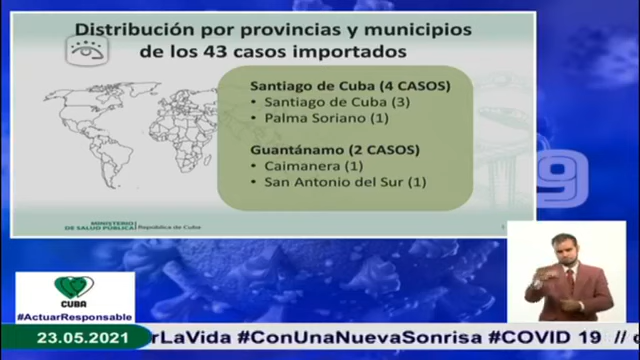 Distribución por provincias y municipios
de los 43 casos importados
Santiago de Cuba (4 CASOS)
• Santiago de Cuba (3)
• Palma Soriano (1)
Guantánamo (2 CASOS)
• Caimanera (1)
• San Antonio del Sur (1)
MINISTERIO
DE SALUD PÚBLICA
República de Cuba
9
CUBA
#ActuarResponsable
23.05.2021
rLaVida #ConUnaNuevaSonrisa #COVID 19 //